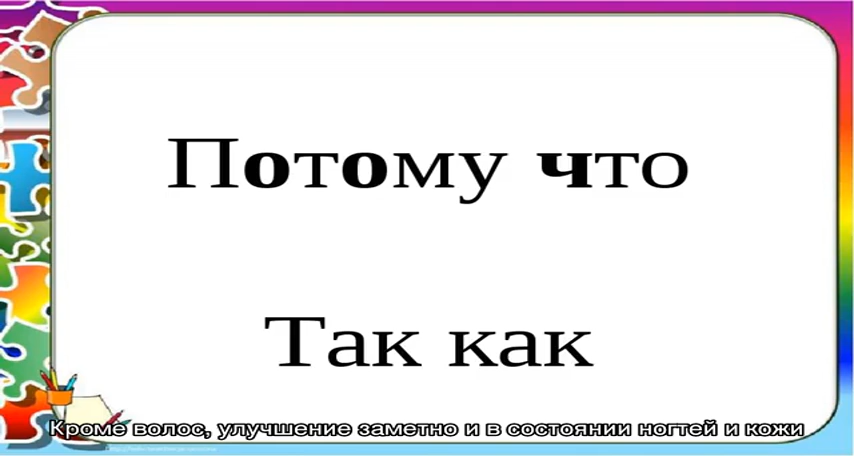 Потому что
Так как
Кроме волос, улучшение заметно и в состоянии ногтей и кожи